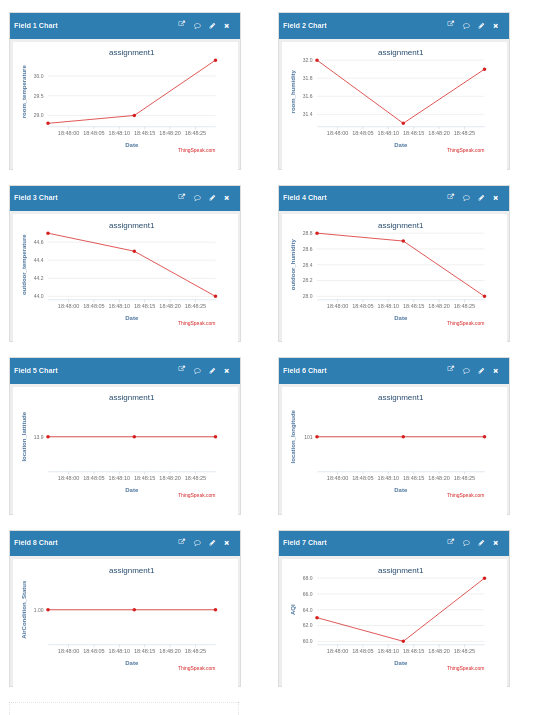 Field 1 Chart
assignment1
room_temperature
30.0
29.5
29.0
18:48:00 18:48:05 18:48:10 18:48:15 18:48:20 18:48:25
Date
ThingSpeak.com
Field 2 Chart
assignment1
room_humidity
32.0
31.8
31.6
31.4
18:48:00 18:48:05 18:48:10 18:48:15 18:48:20 18:48:25
Date
ThingSpeak.com
Field 3 Chart
assignment1
outdoor_temperature
44.6
44.4
44.2
44.0
18:48:00 18:48:05 18:48:10 18:48:15 18:48:20 18:48:25
Date
ThingSpeak.com
Field 4 Chart
assignment1
outdoor_humidity
28.8
28.6
28.4
28.2
28.0
18:48:00 18:48:05 18:48:10 18:48:15 18:48:20 18:48:25
Date
ThingSpeak.com
Field 5 Chart
assignment1
location_latitude
13.9
18:48:00 18:48:05 18:48:10 18:48:15 18:48:20 18:48:25
Date
ThingSpeak.com
Field 6 Chart
assignment1
location_longitude
101
18:48:00 18:48:05 18:48:10 18:48:15 18:48:20 18:48:25
Date
ThingSpeak.com
Field 8 Chart
assignment1
AirCondition_Status
1.00
18:48:00 18:48:05 18:48:10 18:48:15 18:48:20 18:48:25
Date
ThingSpeak.com
Field 7 Chart
assignment1
AQI
68.0
66.0
64.0
62.0
60.0
18:48:00 18:48:05 18:48:10 18:48:15 18:48:20 18:48:25
Date
ThingSpeak.com